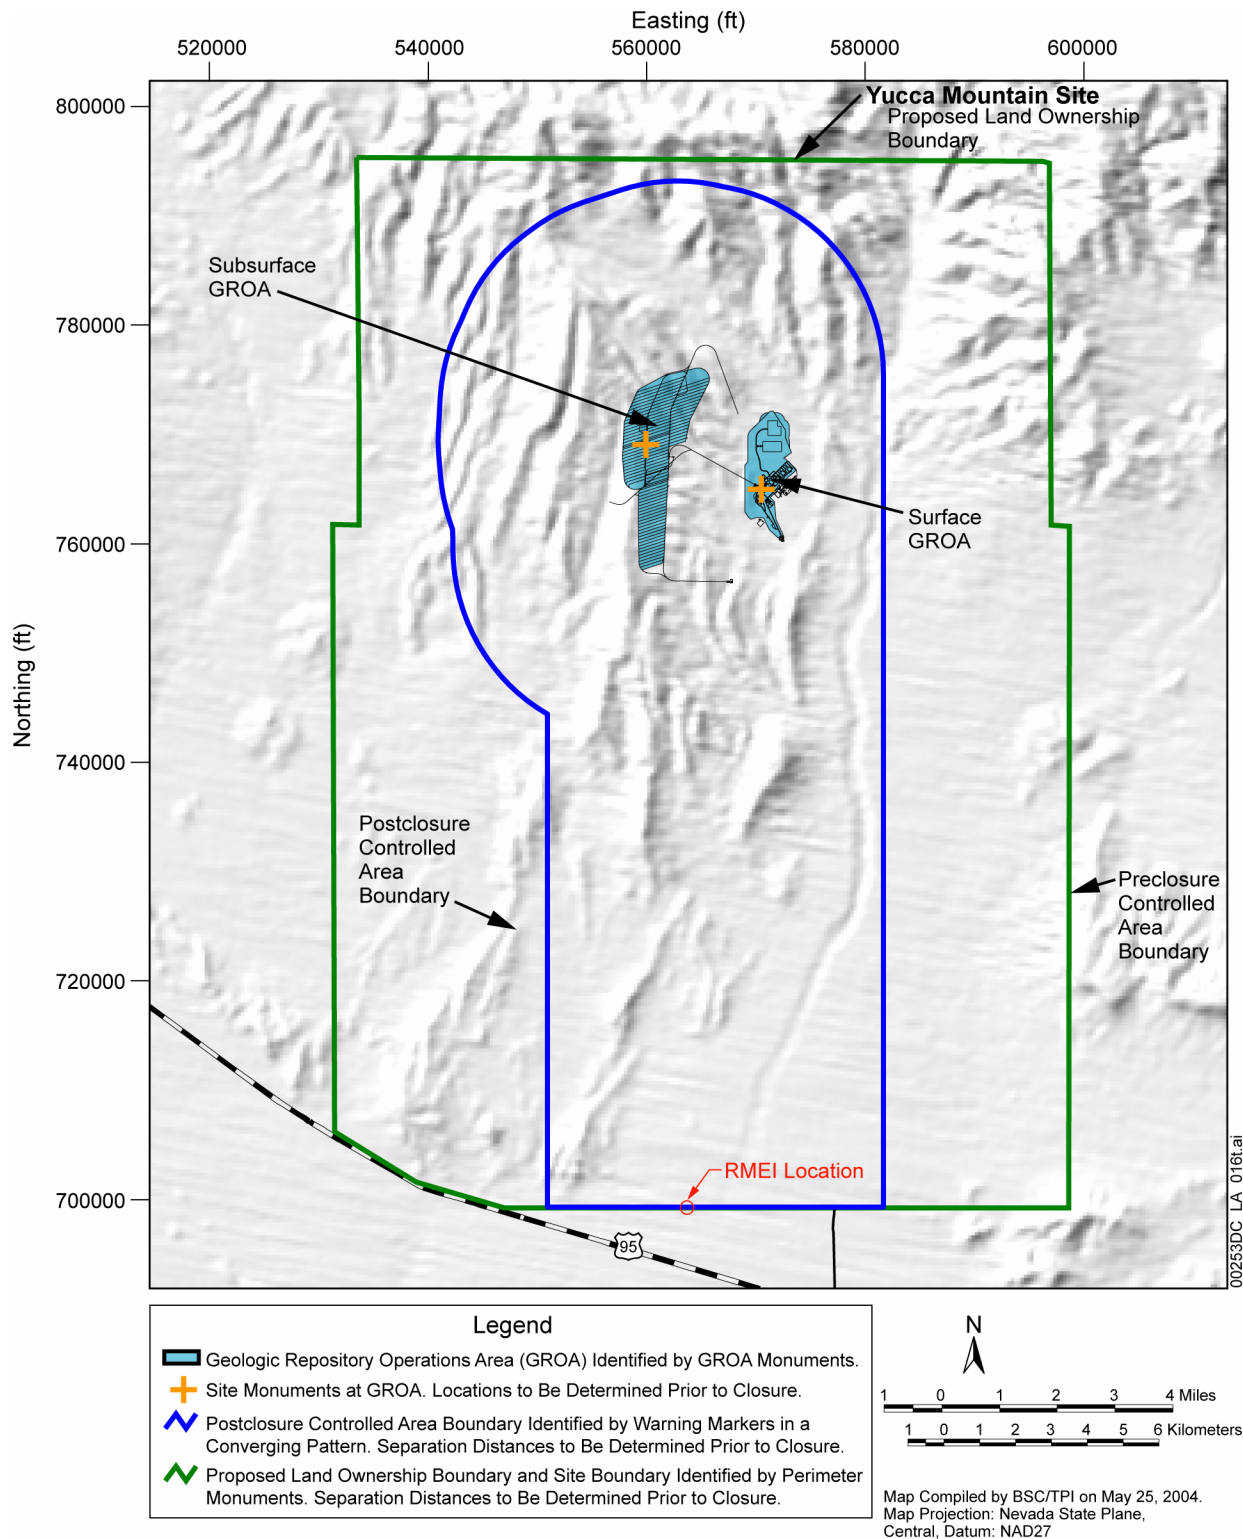 Easting (ft)
520000
540000
560000
580000
600000
800000
780000
760000
740000
720000
700000
Northing (ft)
Yucca Mountain Site
Proposed Land Ownership
Boundary
Subsurface
GROA
Surface
GROA
Postclosure
Controlled
Area
Boundary
Preclosure
Controlled
Area
Boundary
RMEI Location
95
00253DC_LA_016t.ai
Legend
Geologic Repository Operations Area (GROA) Identified by GROA Monuments.
Site Monuments at GROA. Locations to Be Determined Prior to Closure.
Postclosure Controlled Area Boundary Identified by Warning Markers in a
Converging Pattern. Separation Distances to Be Determined Prior to Closure.
Proposed Land Ownership Boundary and Site Boundary Identified by Perimeter
Monuments. Separation Distances to Be Determined Prior to Closure.
N
1 0 1 2 3 4 Miles
1 0 1 2 3 4 5 6 Kilometers
Map Compiled by BSC/TPI on May 25, 2004.
Map Projection: Nevada State Plane,
Central, Datum: NAD27